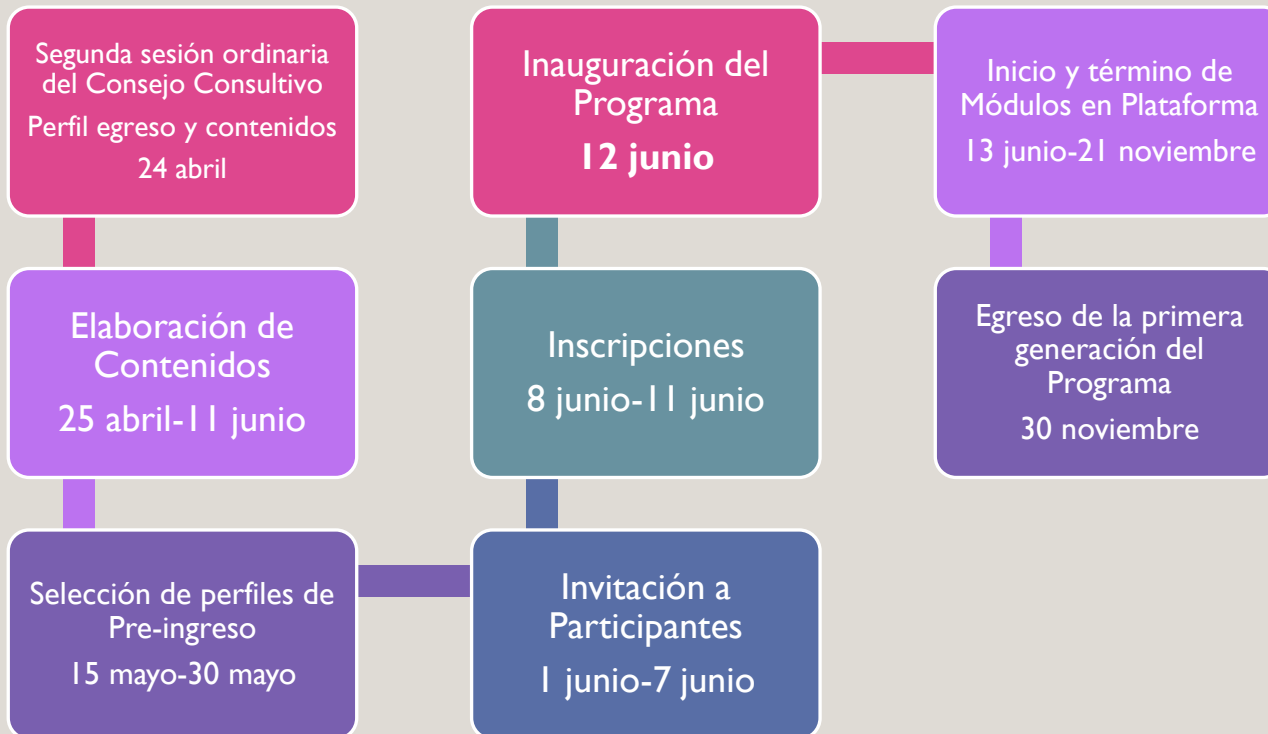 Segunda sesión ordinaria
del Consejo Consultivo
Perfil egreso y contenidos
24 abril
Elaboración de
Contenidos
25 abril-11 junio
Selección de perfiles de
Pre-ingreso
15 mayo-30 mayo
Invitación a
Participantes
1 junio-7 junio
Inscripciones
8 junio-11 junio
Inauguración del
Programa
12 junio
Inicio y término de
Módulos en Plataforma
13 junio-21 noviembre
Egreso de la primera
generación del
Programa
30 noviembre